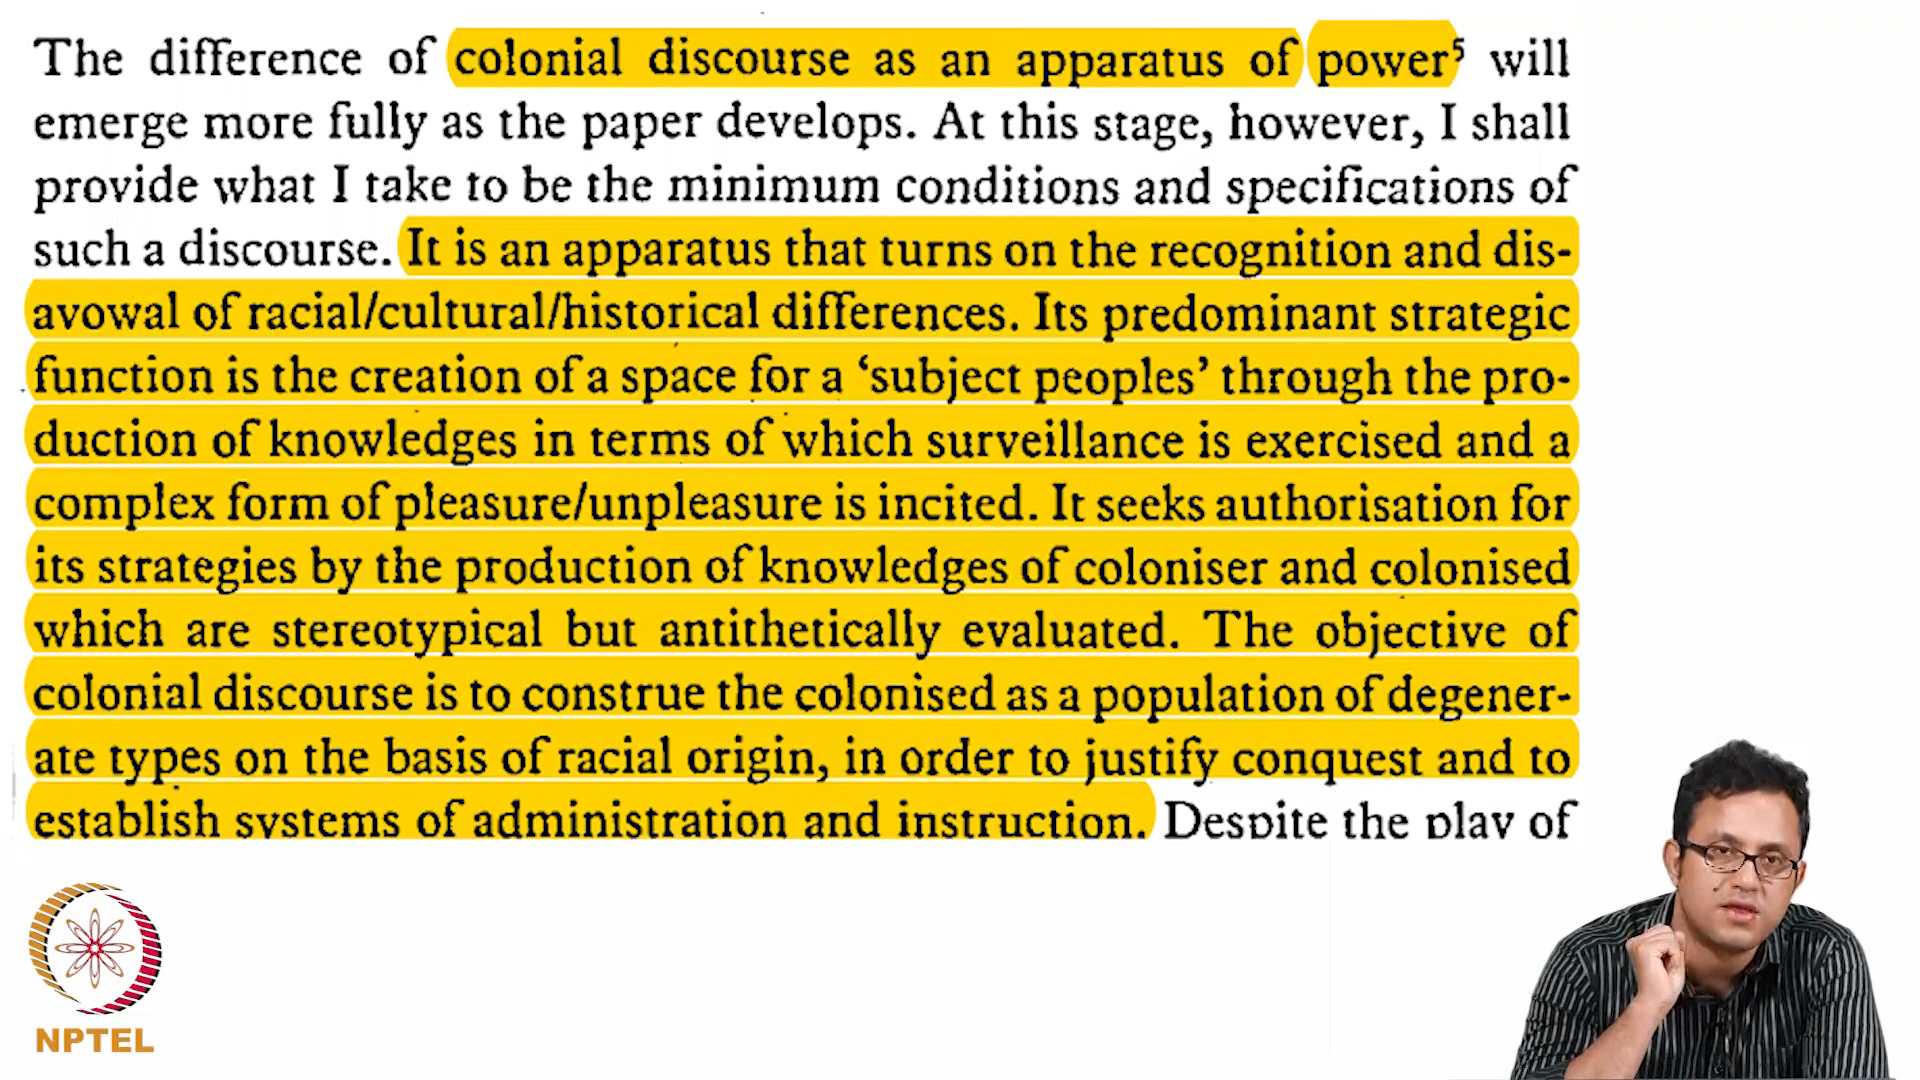 The difference of colonial discourse as an apparatus of power⁵ will
emerge more fully as the paper develops. At this stage, however, I shall
provide what I take to be the minimum conditions and specifications of
such a discourse. It is an apparatus that turns on the recognition and dis-
avowal of racial/cultural/historical differences. Its predominant strategic
function is the creation of a space for a ‘subject peoples’ through the pro-
duction of knowledges in terms of which surveillance is exercised and a
complex form of pleasure/unpleasure is incited. It seeks authorisation for
its strategies by the production of knowledges of coloniser and colonised
which are stereotypical but antithetically evaluated. The objective of
colonial discourse is to construe the colonised as a population of degener-
ate types on the basis of racial origin, in order to justify conquest and to
establish systems of administration and instruction. Despite the play of
NPTEL